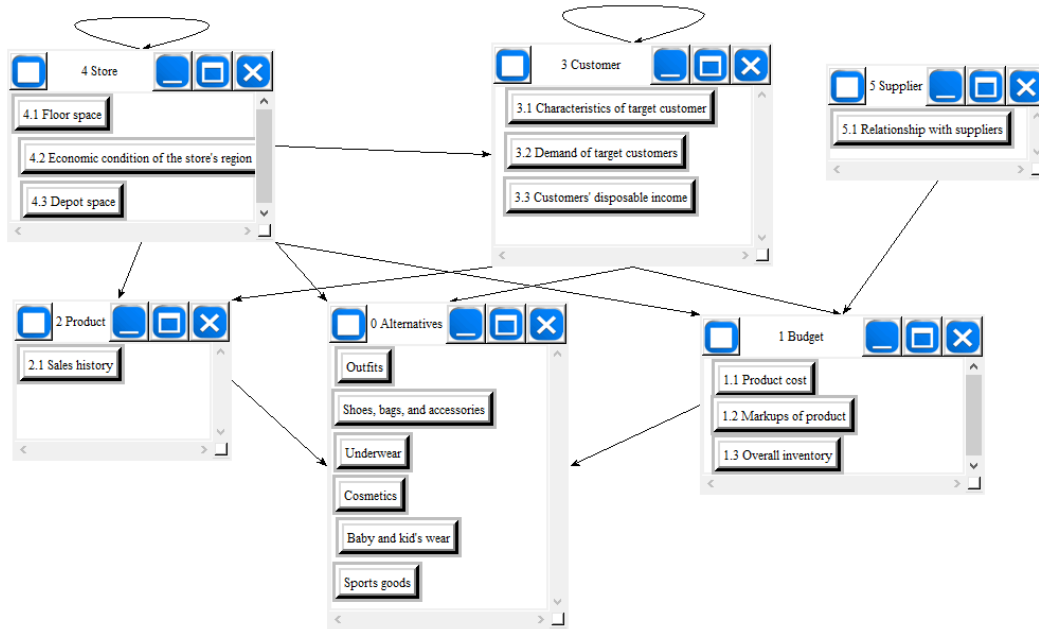 4 Store
4.1 Floor space
4.2 Economic condition of the store's region
4.3 Depot space
3 Customer
3.1 Characteristics of target customer
3.2 Demand of target customers
3.3 Customers' disposable income
5 Supplier
5.1 Relationship with suppliers
2 Product
2.1 Sales history
0 Alternatives
Outfits
Shoes, bags, and accessories
Underwear
Cosmetics
Baby and kid's wear
Sports goods
1 Budget
1.1 Product cost
1.2 Markups of product
1.3 Overall inventory